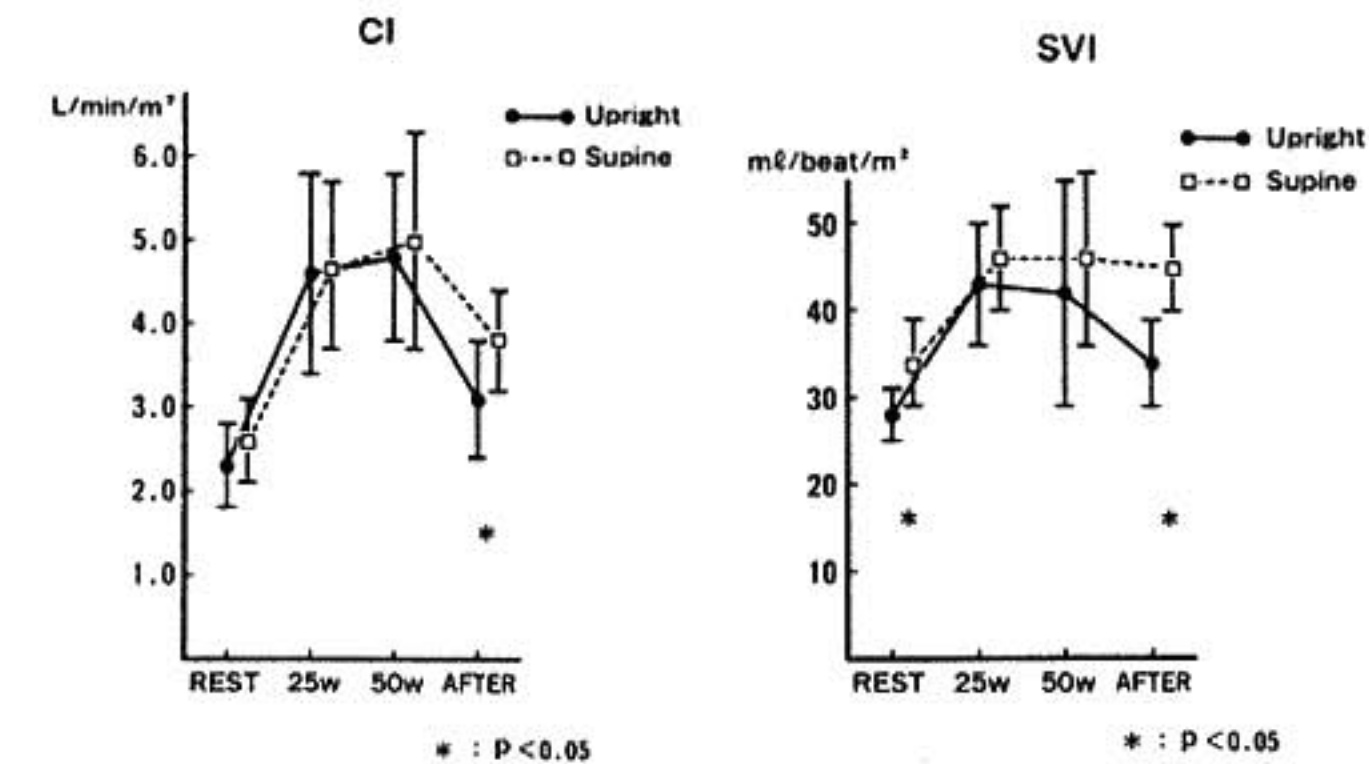 CI
L/min/m²
Upright
Supine
6.0
5.0
4.0
3.0
2.0
1.0
*
REST 25w 50w AFTER
* : P<0.05
SVI
mℓ/beat/m²
Upright
Supine
50
40
30
20
10
* *
REST 25w 50w AFTER
* : P<0.05